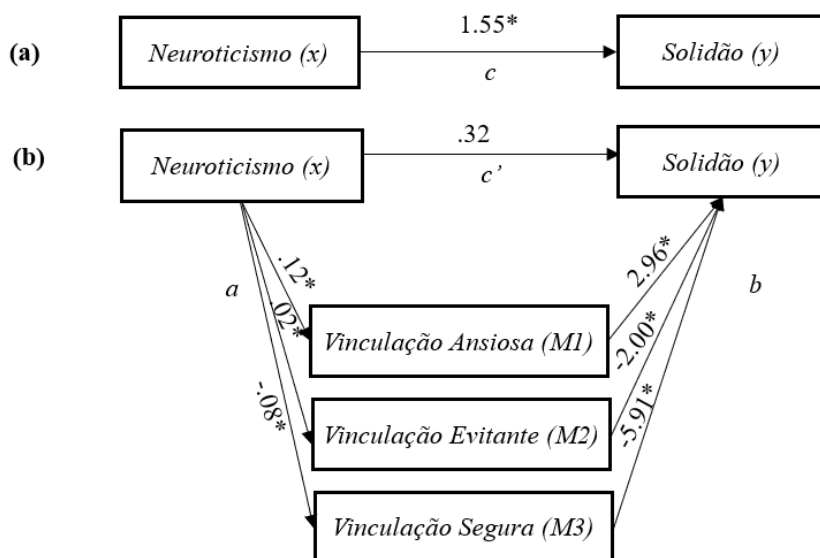 (a)
Neuroticismo (x)
1.55*
c
Solidão (y)
(b)
Neuroticismo (x)
.32
c’
Solidão (y)
a
.12*
.02*
-.08*
2.96*
-2.00*
-5.91*
b
Vinculação Ansiosa (M1)
Vinculação Evitante (M2)
Vinculação Segura (M3)